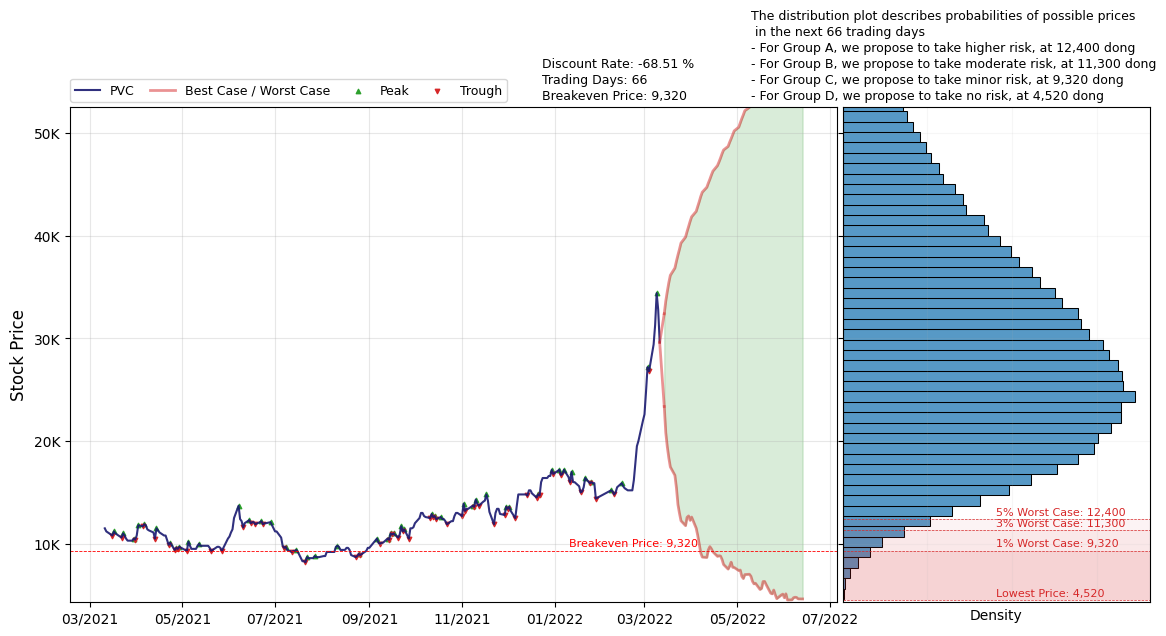 The distribution plot describes probabilities of possible prices
in the next 66 trading days
- For Group A, we propose to take higher risk, at 12,400 dong
- For Group B, we propose to take moderate risk, at 11,300 dong
- For Group C, we propose to take minor risk, at 9,320 dong
- For Group D, we propose to take no risk, at 4,520 dong
Discount Rate: -68.51 %
Trading Days: 66
Breakeven Price: 9,320
PVC
Best Case / Worst Case
Peak
Trough
Stock Price
50K
40K
30K
20K
10K
Breakeven Price: 9,320
5% Worst Case: 12,400
3% Worst Case: 11,300
1% Worst Case: 9,320
Lowest Price: 4,520
03/2021
05/2021
07/2021
09/2021
11/2021
01/2022
03/2022
05/2022
07/2022
Density